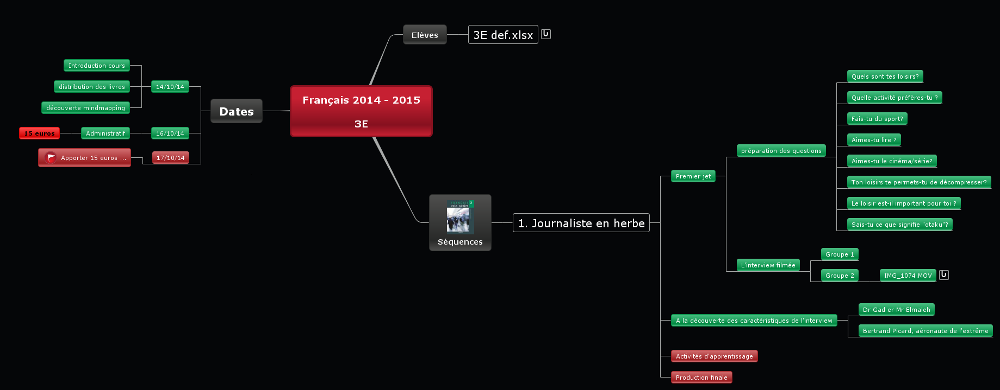 Elèves
3E def.xlsx
Français 2014 - 2015
3E
Dates
14/10/14
Introduction cours
distribution des livres
découverte mindmapping
16/10/14
Administratif
15 euros
17/10/14
Apporter 15 euros ...
FRANÇAIS 3
voie active
Séquences
1. Journaliste en herbe
Premier jet
préparation des questions
Quels sont tes loisirs?
Quelle activité préfères-tu ?
Fais-tu du sport?
Aimes-tu lire ?
Aimes-tu le cinéma/série?
Ton loisirs te permets-tu de décompresser?
Le loisir est-il important pour toi ?
Sais-tu ce que signifie "otaku"?
L'interview filmée
Groupe 1
Groupe 2
IMG_1074.MOV
A la découverte des caractéristiques de l'interview
Dr Gad er Mr Elmaleh
Bertrand Picard, aéronaute de l'extrême
Activités d'apprentissage
Production finale